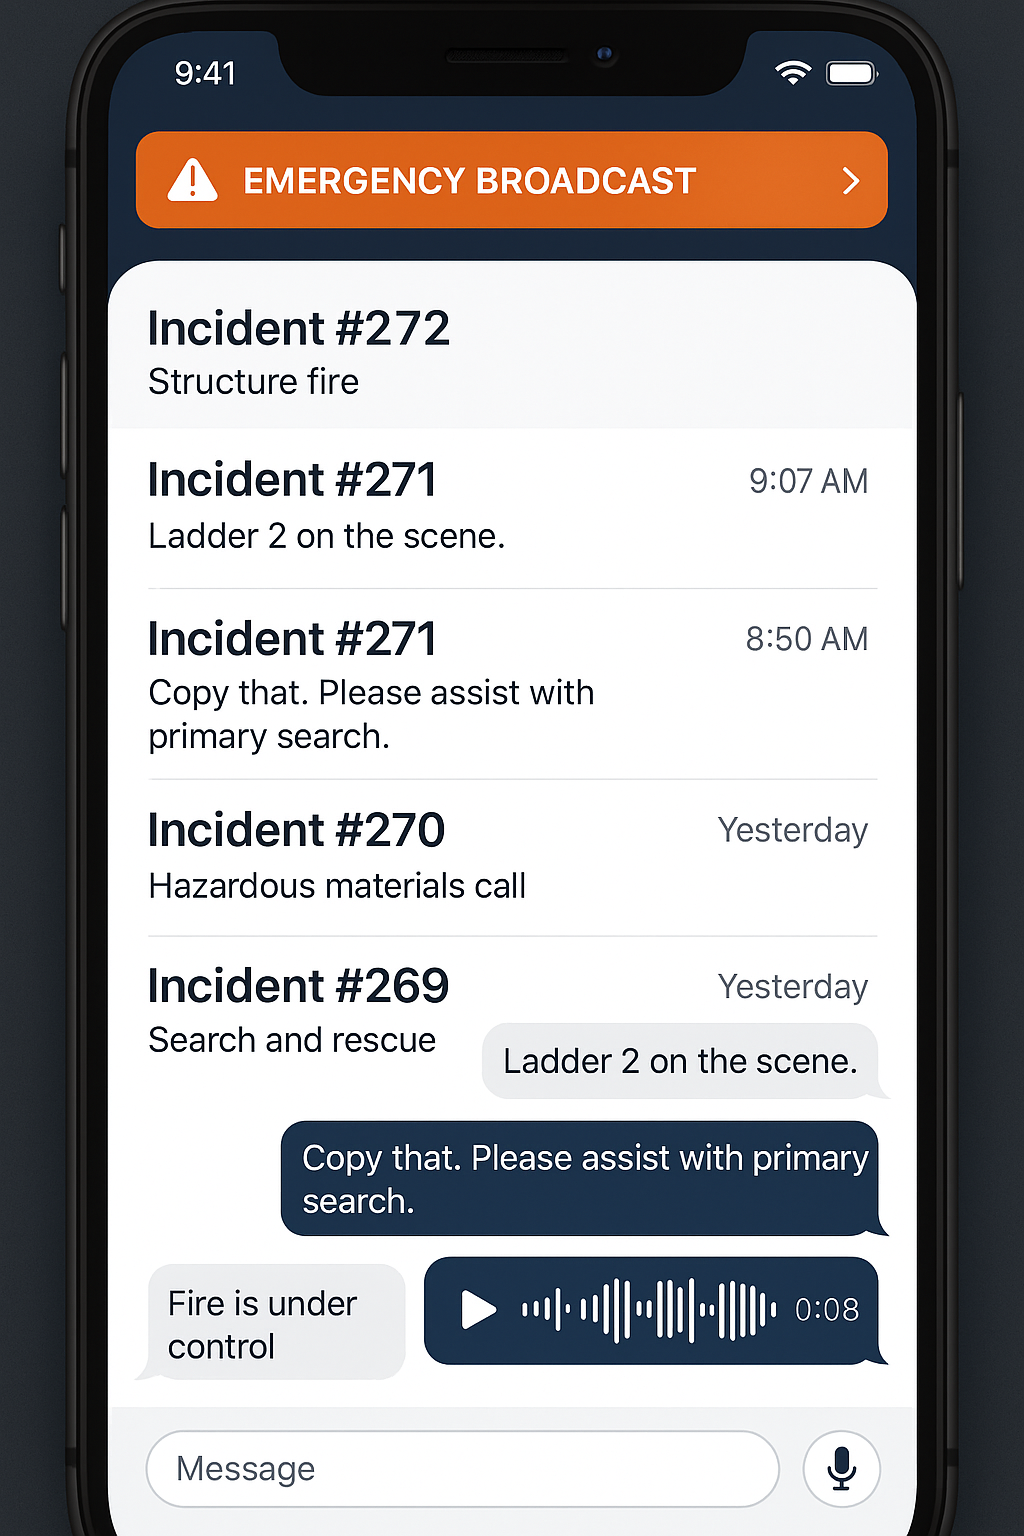 9:41
EMERGENCY BROADCAST
Incident #272
Structure fire
Incident #271
9:07 AM
Ladder 2 on the scene.
Incident #271
8:50 AM
Copy that. Please assist with
primary search.
Incident #270
Yesterday
Hazardous materials call
Incident #269
Yesterday
Search and rescue
Ladder 2 on the scene.
Copy that. Please assist with primary
search.
Fire is under
control
0:08
Message